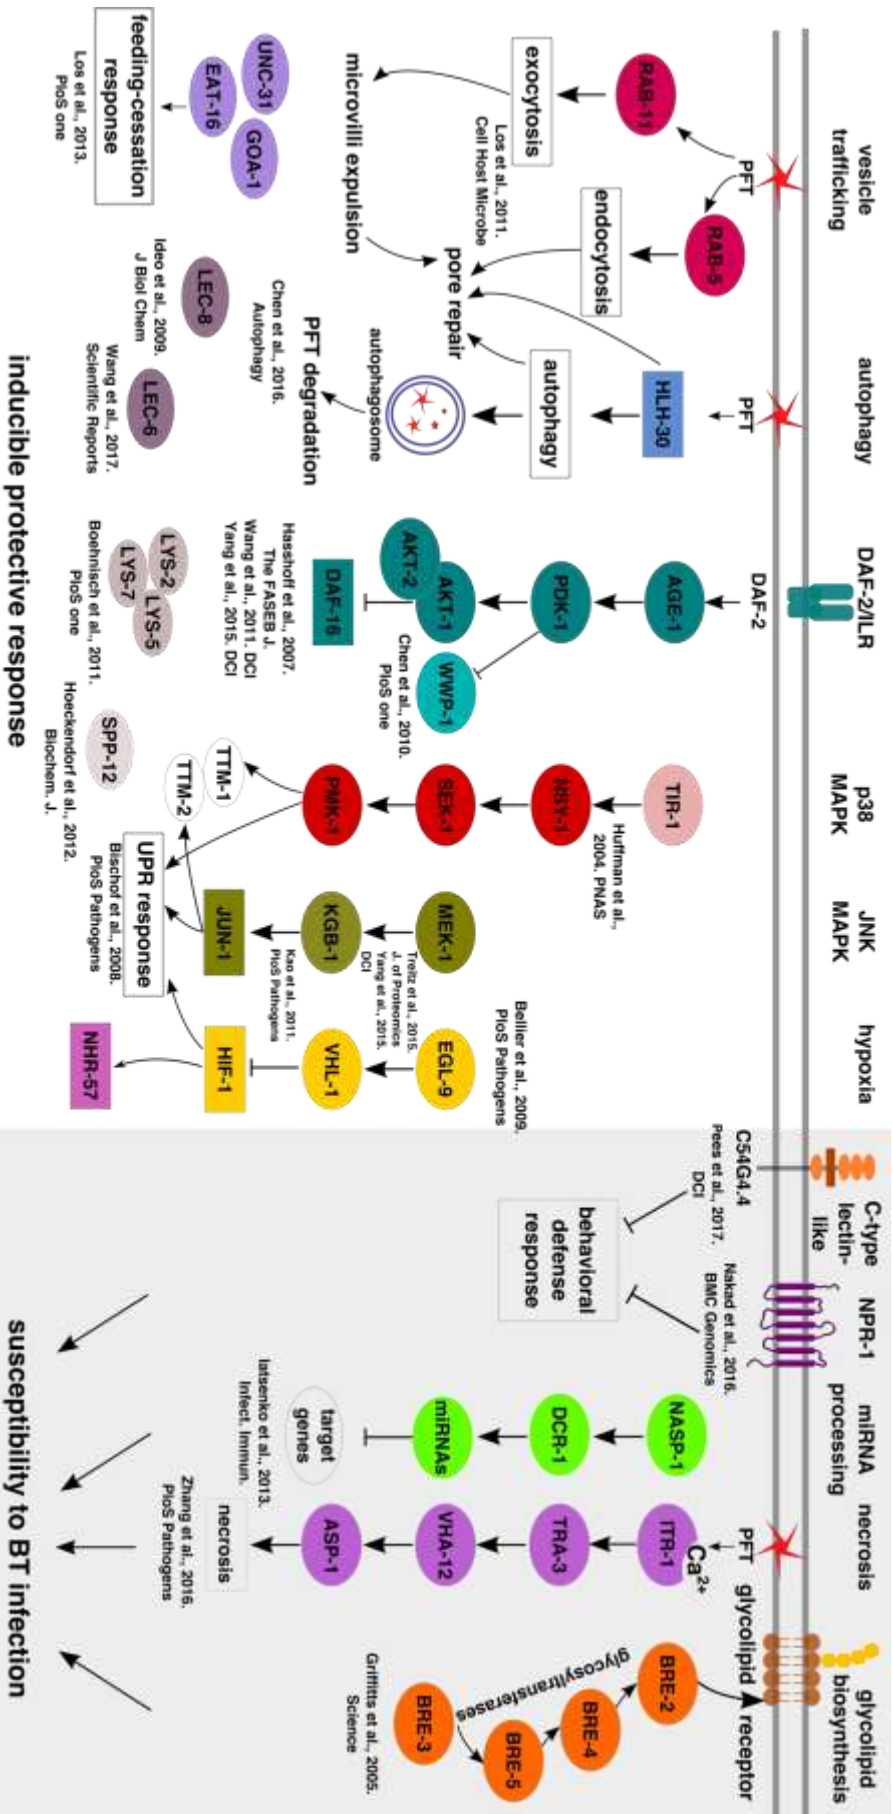 vesicle
trafficking
autophagy
DAF-2/ILR
p38
MAPK
JNK
MAPK
hypoxia
C-type
lectin-
like
NPR-1
miRNA
processing
necrosis
glycolipid
biosynthesis
PFT
RAB-11
exocytosis
microvilli expulsion
Los et al., 2011.
Cell Host Microbe
RAB-5
endocytosis
pore repair
UNC-31
EAT-16
GOA-1
feeding-cessation
response
Los et al., 2013.
PloS one
PFT
HLH-30
autophagy
autophagosome
PFT degradation
Chen et al., 2016.
Autophagy
LEC-8
Ideo et al., 2009.
J Biol Chem
LEC-6
Wang et al., 2017.
Scientific Reports
DAF-2
AGE-1
PDK-1
AKT-1
AKT-2
WWP-1
Chen et al., 2010.
PloS one
DAF-16
Hasshoff et al., 2007.
The FASEB J.
Wang et al., 2011. DCI
Yang et al., 2015. DCI
LYS-2
LYS-7
LYS-5
Boehnisch et al., 2011.
PloS one
SPP-12
Hoeckendorf et al., 2012.
Biochem. J.
TIR-1
NSY-1
Huffman et al.,
2004. PNAS
SEK-1
PMK-1
TTM-1
TTM-2
MEK-1
KGB-1
Treitz et al., 2015.
J. of Proteomics
Yang et al., 2015.
DCI
JUN-1
Kao et al., 2011.
PloS Pathogens
UPR response
Bischof et al., 2008.
PloS Pathogens
Bellier et al., 2009.
PloS Pathogens
EGL-9
VHL-1
HIF-1
NHR-57
inducible protective response
C54G4.4
Pees et al., 2017.
DCI
Nakad et al., 2016.
BMC Genomics
behavioral
defense
response
NASP-1
DCR-1
miRNAs
target
genes
Iatsenko et al., 2013.
Infect. Immun.
PFT
Ca2+
ITR-1
TRA-3
VHA-12
ASP-1
necrosis
Zhang et al., 2016.
PloS Pathogens
glycolipid receptor
BRE-2
BRE-4
BRE-5
BRE-3
glycosyltransferases
Griffitts et al., 2005.
Science
susceptibility to BT infection